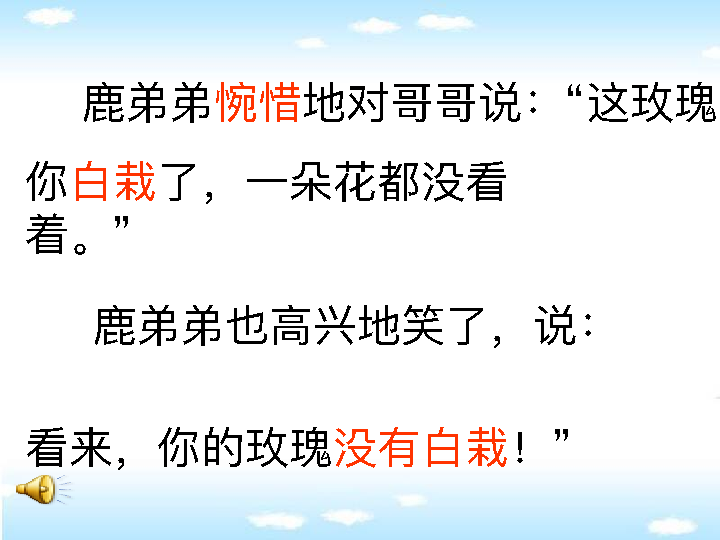 鹿弟弟惋惜地对哥哥说：“这玫瑰
你白栽了，一朵花都没看
着。”
鹿弟弟也高兴地笑了，说：
看来，你的玫瑰没有白栽！”